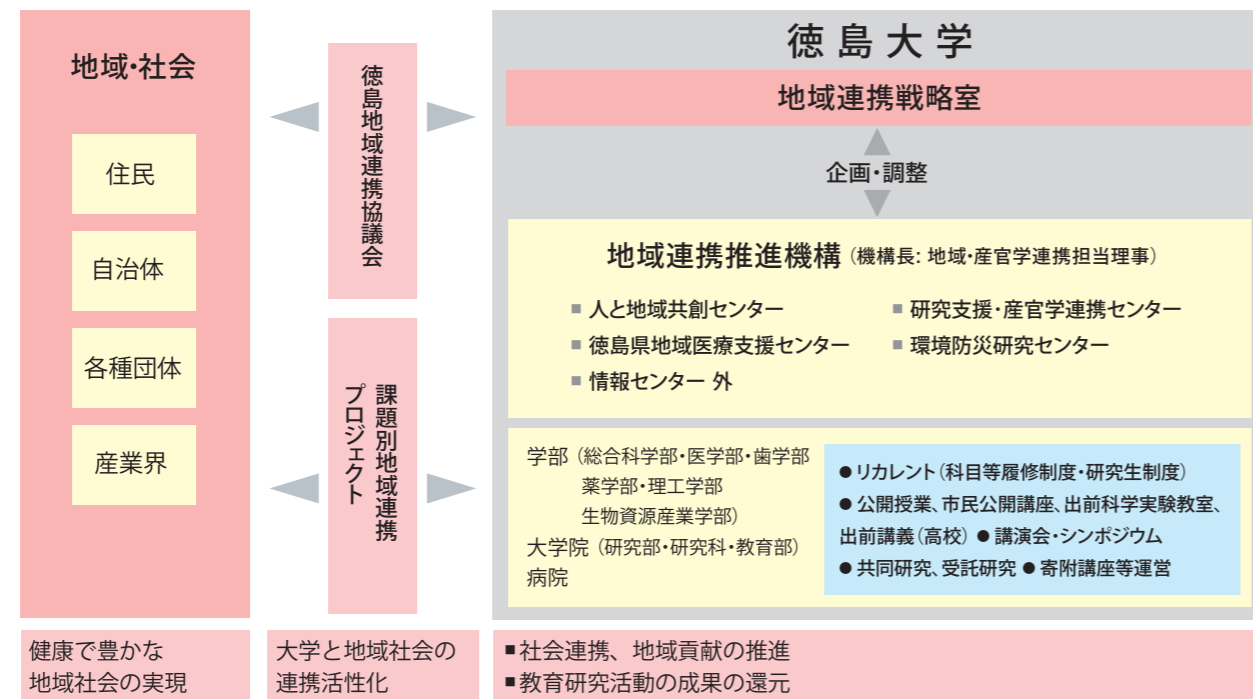 地域・社会
住民
自治体
各種団体
産業界
徳島地域連携協議会
課題別地域連携
プロジェクト
徳島大学
地域連携戦略室
企画・調整
地域連携推進機構(機構長: 地域・産官学連携担当理事)
■ 人と地域共創センター
■ 研究支援・産官学連携センター
■ 徳島県地域医療支援センター
■ 環境防災研究センター
■ 情報センター 外
学部(総合科学部・医学部・歯学部
薬学部・理工学部
生物資源産業学部)
大学院(研究部・研究科・教育部)
病院
● リカレント(科目等履修制度・研究生制度)
● 公開授業、市民公開講座、出前科学実験教室、
出前講義(高校) ● 講演会・シンポジウム
● 共同研究、受託研究 ● 寄附講座等運営
健康で豊かな
地域社会の実現
大学と地域社会の
連携活性化
■社会連携、地域貢献の推進
■教育研究活動の成果の還元